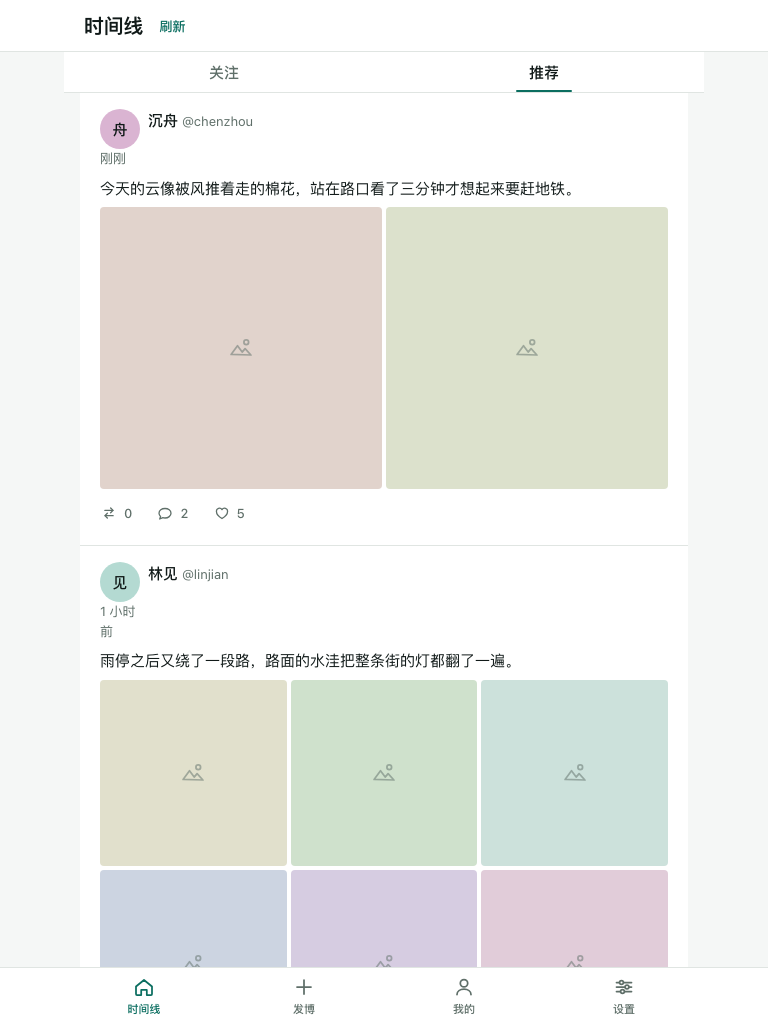 时间线 刷新
关注 推荐
舟 沉舟 @chenzhou
刚刚
今天的云像被风推着走的棉花，站在路口看了三分钟才想起来要赶地铁。
0 2 5
见 林见 @linjian
1 小时
前
雨停之后又绕了一段路，路面的水洼把整条街的灯都翻了一遍。
时间线 发博 我的 设置